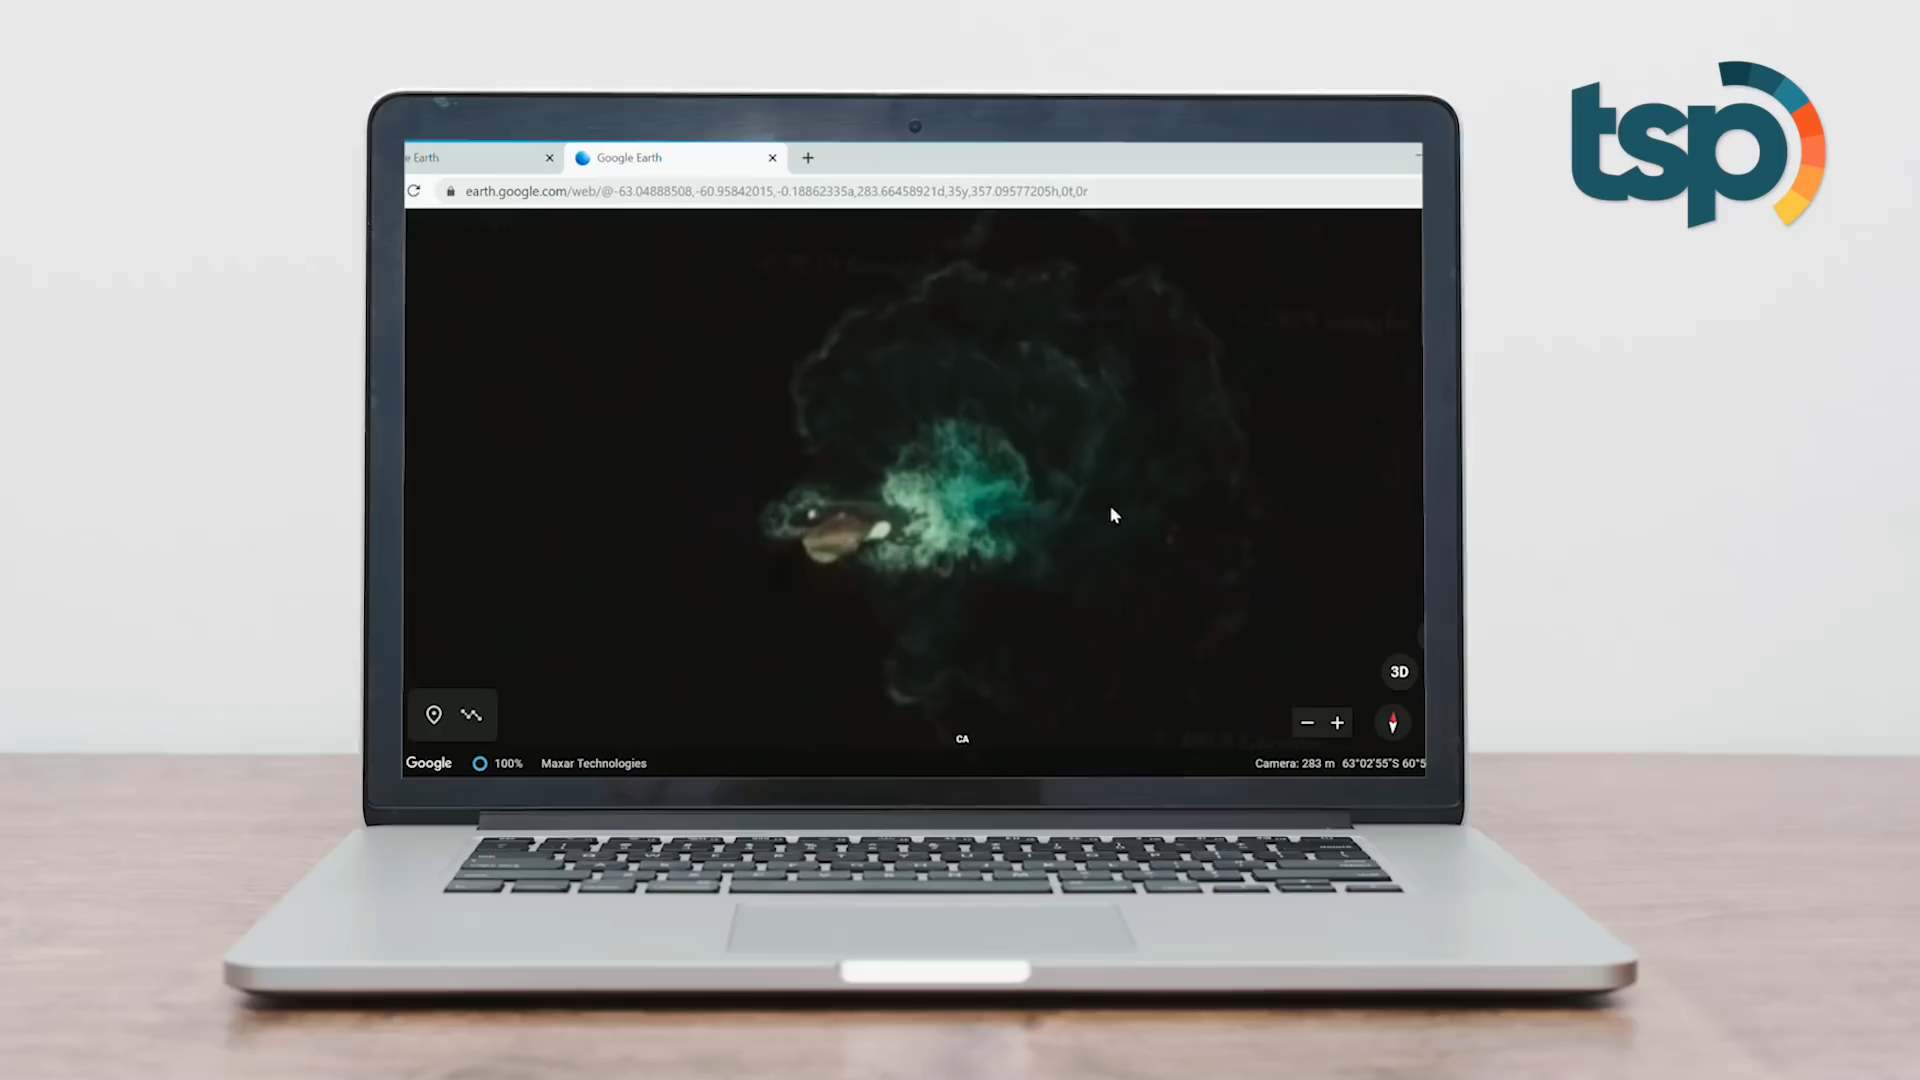 tsp
e Earth
Google Earth
earth.google.com/web/@-63.04888508,-60.95842015,-0.18862335a,283.66458921d,35y,357.09577205h,0t,0r
3D
CA
Google 100% Maxar Technologies
Camera: 283 m 63°02'55"S 60°5